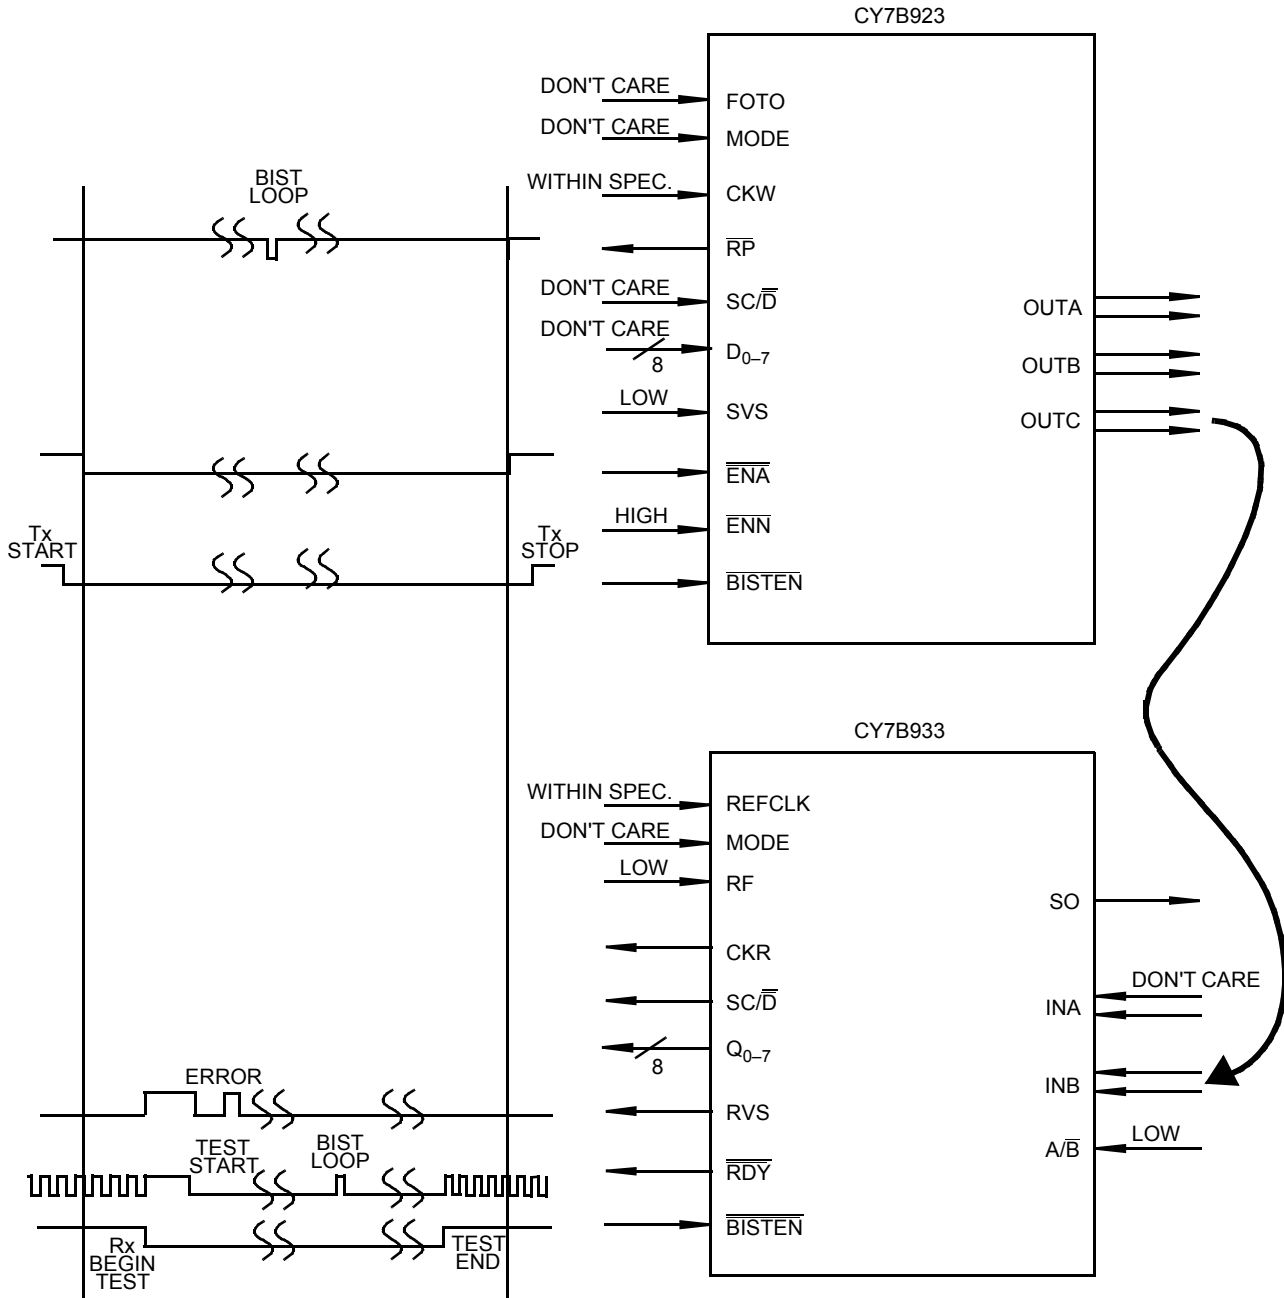 CY7B923
DON'T CARE
FOTO
DON'T CARE
MODE
BIST
LOOP
WITHIN SPEC.
CKW
RP
DON'T CARE
SC/D
OUTA
DON'T CARE
8
D0–7
OUTB
LOW
SVS
OUTC
ENA
Tx
START
Tx
STOP
HIGH
ENN
BISTEN
CY7B933
WITHIN SPEC.
REFCLK
DON'T CARE
MODE
LOW
RF
SO
CKR
DON'T CARE
SC/D
INA
8
Q0–7
ERROR
INB
RVS
TEST
START
BIST
LOOP
LOW
A/B
RDY
BISTEN
Rx
BEGIN
TEST
TEST
END